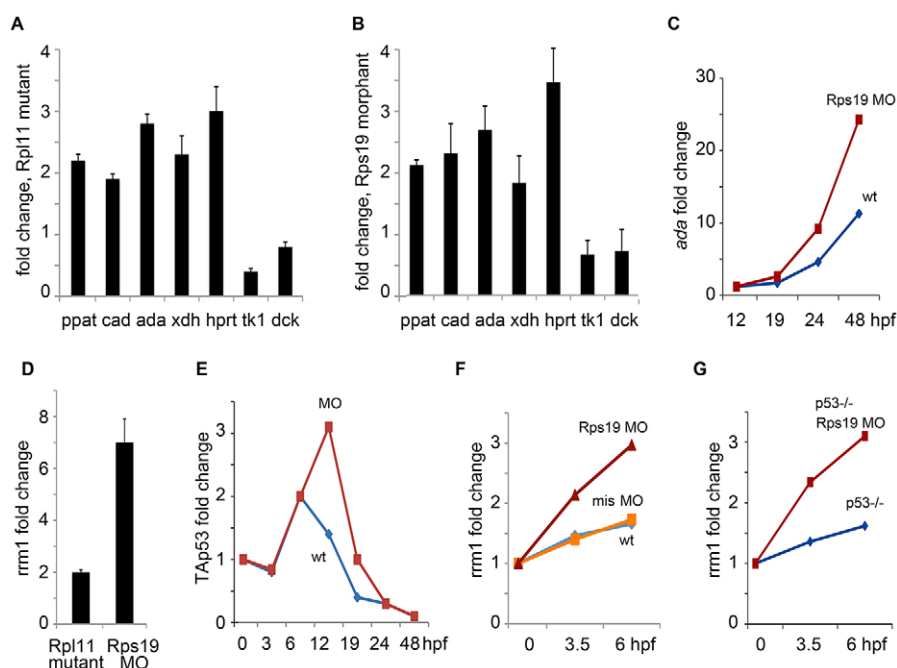 A
fold change, Rpl11 mutant
4
3
2
1
0
ppat cad ada xdh hprt tk1 dck
B
fold change, Rps19 morphant
4
3
2
1
0
ppat cad ada xdh hprt tk1 dck
C
ada fold change
30
20
10
0
Rps19 MO
wt
12 19 24 48 hpf
D
rrm1 fold change
8
6
4
2
0
Rpl11 mutant
Rps19 MO
E
TAp53 fold change
3
2
1
0
MO
wt
0 3 6 12 19 24 48 hpf
F
rrm1 fold change
3
2
1
0
Rps19 MO
mis MO
wt
0 3.5 6 hpf
G
rrm1 fold change
3
2
1
0
p53-/-
Rps19 MO
p53-/-
0 3.5 6 hpf